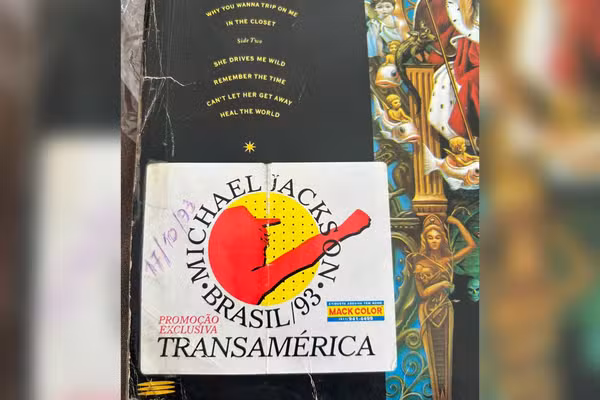 WHY YOU WANNA TRIP ON ME
IN THE CLOSET
Side Two
SHE DRIVES ME WILD
REMEMBER THE TIME
CAN'T LET HER GET AWAY
HEAL THE WORLD
17/10/93
MICHAEL JACKSON
• BRASIL/93 •
PROMOÇÃO
EXCLUSIVA
TRANSAMÉRICA
MACK COLOR